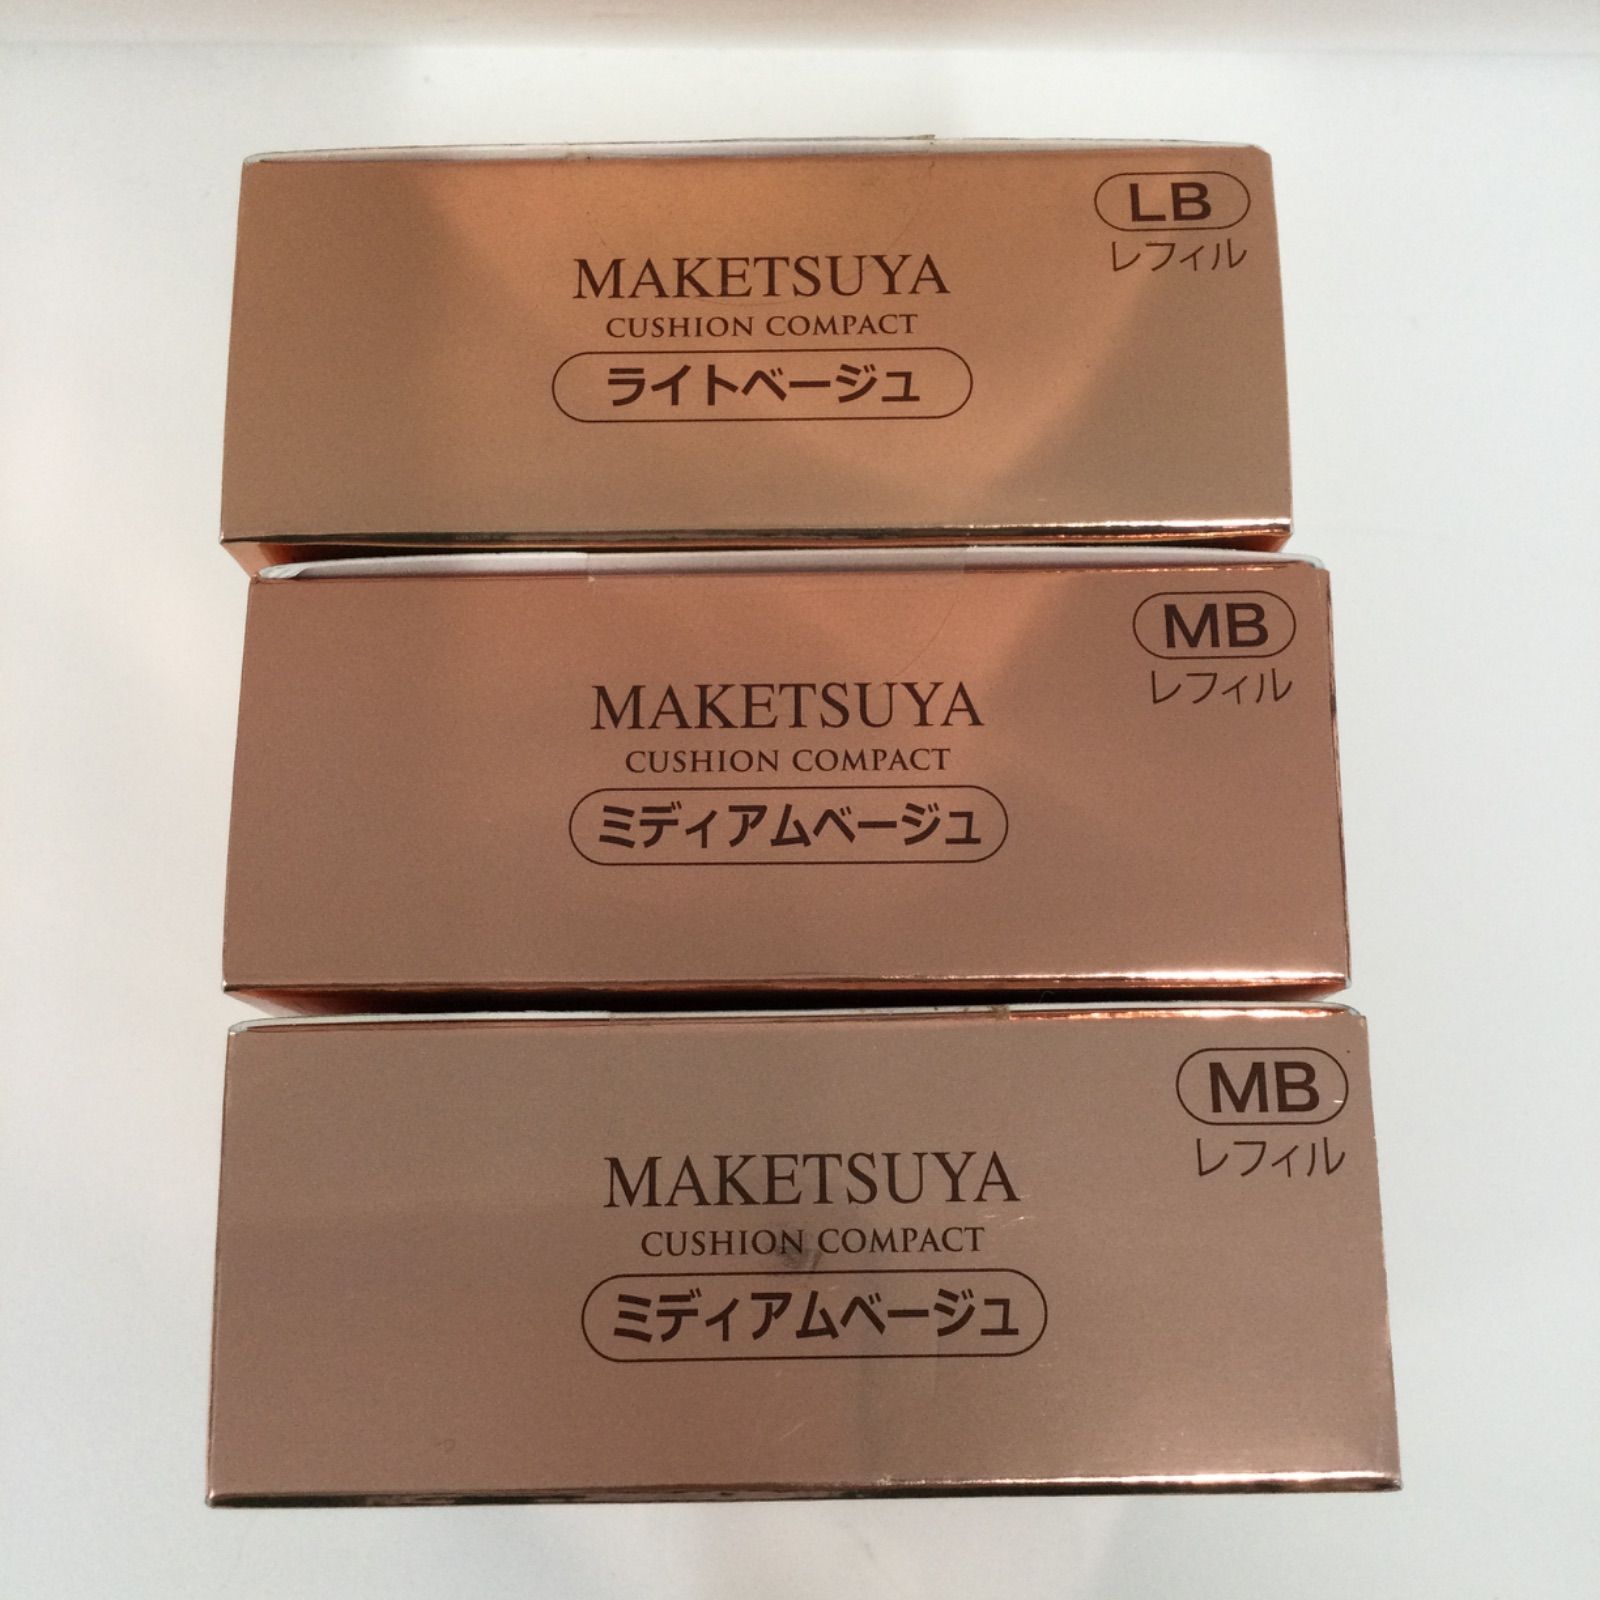 LB
レフィル
MAKETSUYA
CUSHION COMPACT
ライトベージュ
MB
レフィル
MAKETSUYA
CUSHION COMPACT
ミディアムベージュ
MB
レフィル
MAKETSUYA
CUSHION COMPACT
ミディアムベージュ